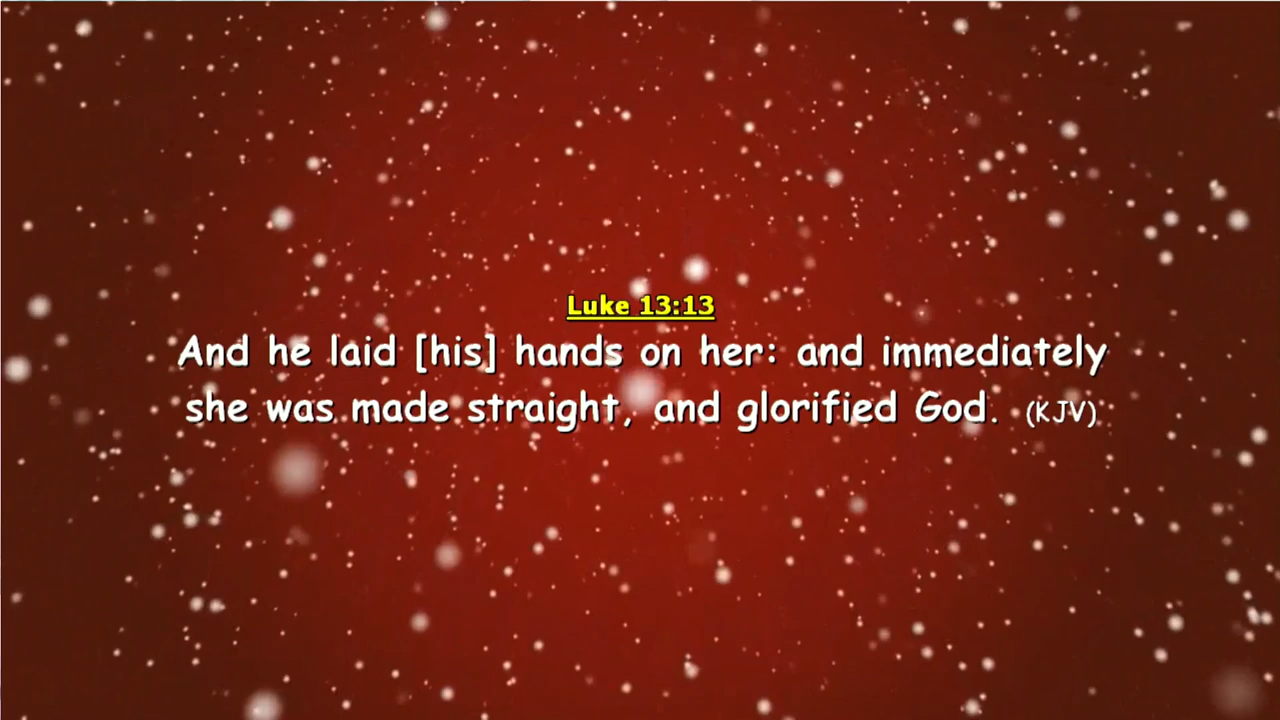 Luke 13:13
And he laid [his] hands on her: and immediately
she was made straight, and glorified God. (KJV)